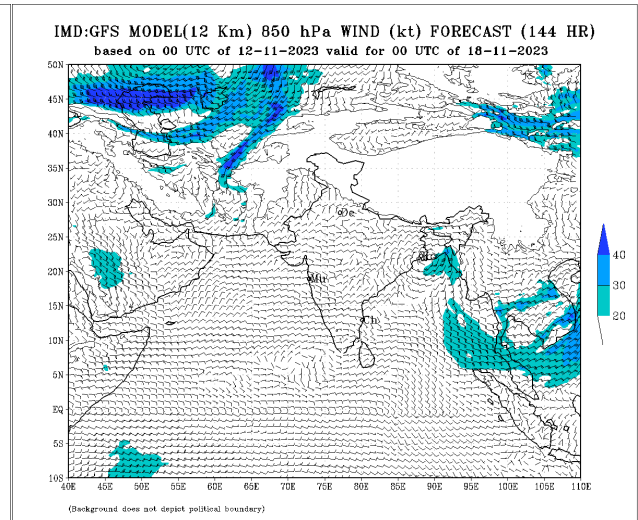 IMD:GFS MODEL(12 Km) 850 hPa WIND (kt) FORECAST (144 HR)
based on 00 UTC of 12-11-2023 valid for 00 UTC of 18-11-2023
50N
45N
40N
35N
30N
25N
20N
15N
10N
5N
EQ
5S
10S
De
Mu
Ch
40
30
20
40E 45E 50E 55E 60E 65E 70E 75E 80E 85E 90E 95E 100E 105E 110E
(Background does not depict political boundary)